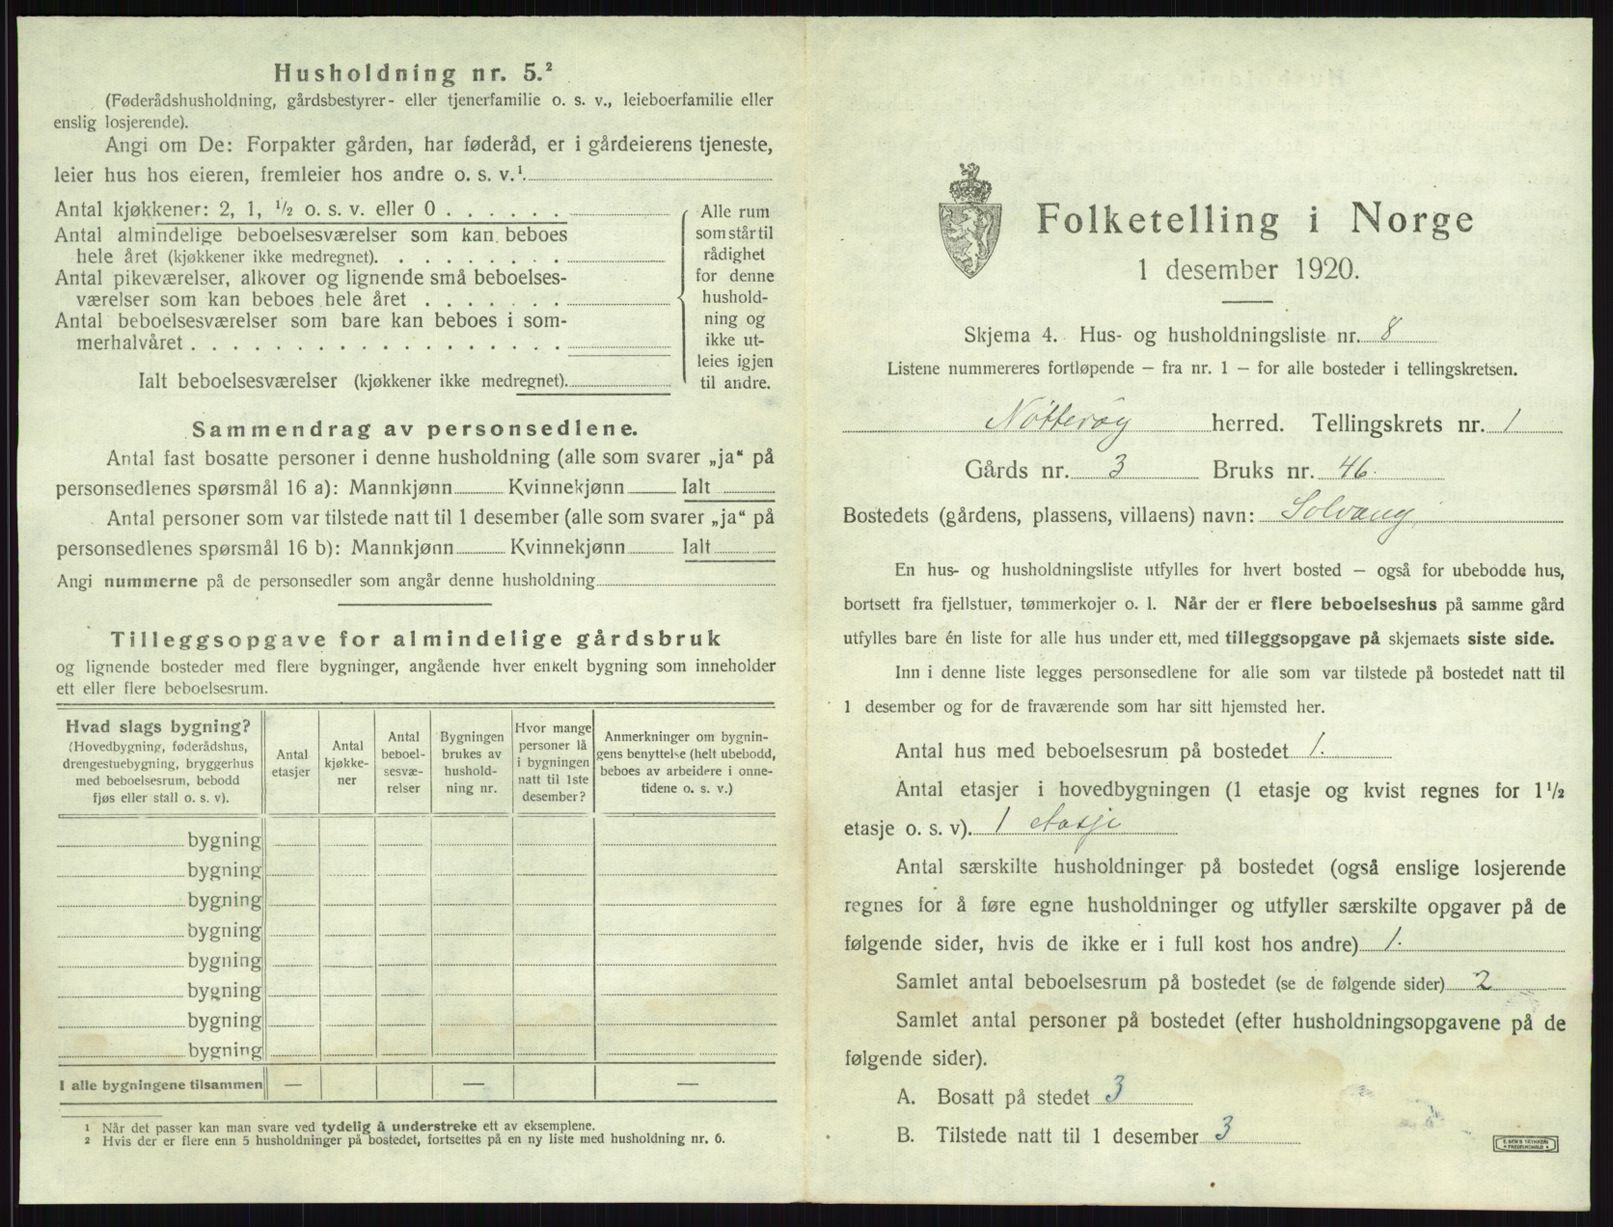 Husholdning nr. 5.²
(Føderådshusholdning, gårdsbestyrer- eller tjenerfamilie o. s. v., leieboerfamilie eller
enslig losjerende).
Angi om De: Forpakter gården, har føderåd, er i gårdeierens tjeneste,
leier hus hos eieren, fremleier hos andre o. s. v.¹
Antal kjøkkener: 2, 1, ½ o. s. v. eller 0
Antal almindelige beboelsesværelser som kan beboes
hele året (kjøkkener ikke medregnet).
Antal pikeværelser, alkover og lignende små beboelses-
værelser som kan beboes hele året
Antal beboelsesværelser som bare kan beboes i som-
merhalvåret
Ialt beboelsesværelser (kjøkkener ikke medregnet).
Alle rum
som står til
rådighet
for denne
hushold-
ning og
ikke ut-
leies igjen
til andre.
Sammendrag av personsedlene.
Antal fast bosatte personer i denne husholdning (alle som svarer „ja“ på
personsedlenes spørsmål 16 a): Mannkjønn Kvinnekjønn Ialt
Antal personer som var tilstede natt til 1 desember (alle som svarer „ja“ på
personsedlenes spørsmål 16 b): Mannkjønn Kvinnekjønn Ialt
Angi nummerne på de personsedler som angår denne husholdning
Tilleggsopgave for almindelige gårdsbruk
og lignende bosteder med flere bygninger, angående hver enkelt bygning som inneholder
ett eller flere beboelsesrum.
Hvad slags bygning?
(Hovedbygning, føderådshus,
drengestuebygning, bryggerhus
med beboelsesrum, bebodd
fjøs eller stall o. s. v).
Antal
etasjer
Antal
kjøkke-
ner
Antal
beboel-
sesvæ-
relser
Bygningen
brukes av
hushold-
ning nr.
Hvor mange
personer lå
i bygningen
natt til 1ste
desember?
Anmerkninger om bygnin-
gens benyttelse (helt ubebodd,
beboes av arbeidere i onne-
tidene o. s. v.)
bygning
bygning
bygning
bygning
bygning
bygning
bygning
bygning
I alle bygningene tilsammen — — —
1 Når det passer kan man svare ved tydelig å understreke ett av eksemplene.
2 Hvis der er flere enn 5 husholdninger på bostedet, fortsettes på en ny liste med husholdning nr. 6.
Folketelling i Norge
1 desember 1920.
Skjema 4. Hus- og husholdningsliste nr. 8
Listene nummereres fortløpende — fra nr. 1 — for alle bosteder i tellingskretsen.
Nøtterøy herred. Tellingskrets nr. 1
Gårds nr. 3 Bruks nr. 46.
Bostedets (gårdens, plassens, villaens) navn: Solvang
En hus- og husholdningsliste utfylles for hvert bosted — også for ubebodde hus,
bortsett fra fjellstuer, tømmerkojer o. l. Når der er flere beboelseshus på samme gård
utfylles bare én liste for alle hus under ett, med tilleggsopgave på skjemaets siste side.
Inn i denne liste legges personsedlene for alle som var tilstede på bostedet natt til
1 desember og for de fraværende som har sitt hjemsted her.
Antal hus med beboelsesrum på bostedet 1.
Antal etasjer i hovedbygningen (1 etasje og kvist regnes for 1½
etasje o. s. v). 1 etasje
Antal særskilte husholdninger på bostedet (også enslige losjerende
regnes for å føre egne husholdninger og utfyller særskilte opgaver på de
følgende sider, hvis de ikke er i full kost hos andre) 1.
Samlet antal beboelsesrum på bostedet (se de følgende sider) 2
Samlet antal personer på bostedet (efter husholdningsopgavene på de
følgende sider).
A. Bosatt på stedet 3
B. Tilstede natt til 1 desember 3